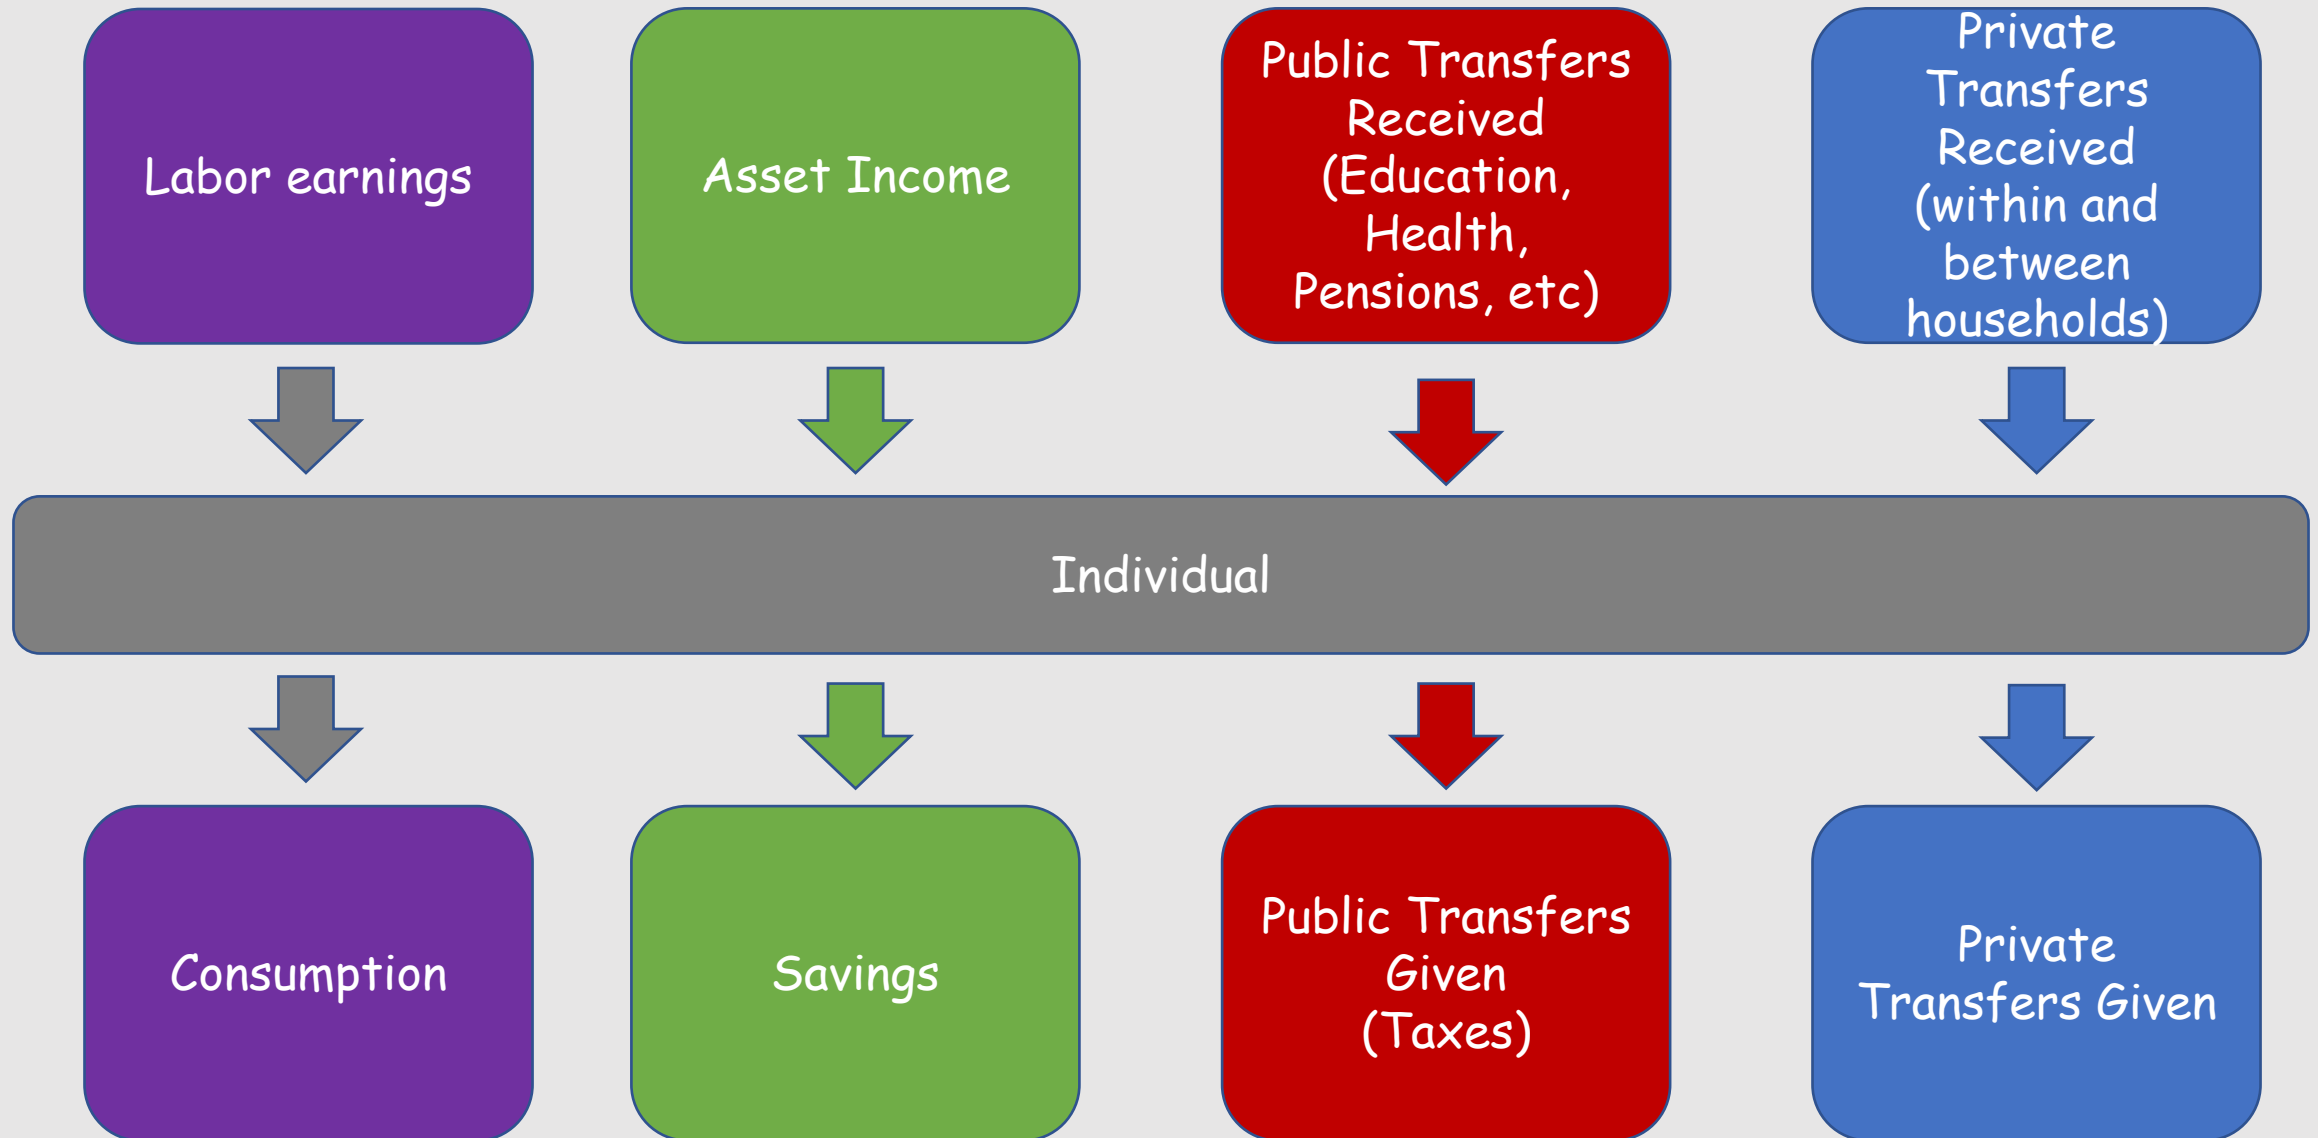 Labor earnings
Asset Income
Public Transfers
Received
(Education,
Health,
Pensions, etc)
Private
Transfers
Received
(within and
between
households)
Individual
Consumption
Savings
Public Transfers
Given
(Taxes)
Private
Transfers Given